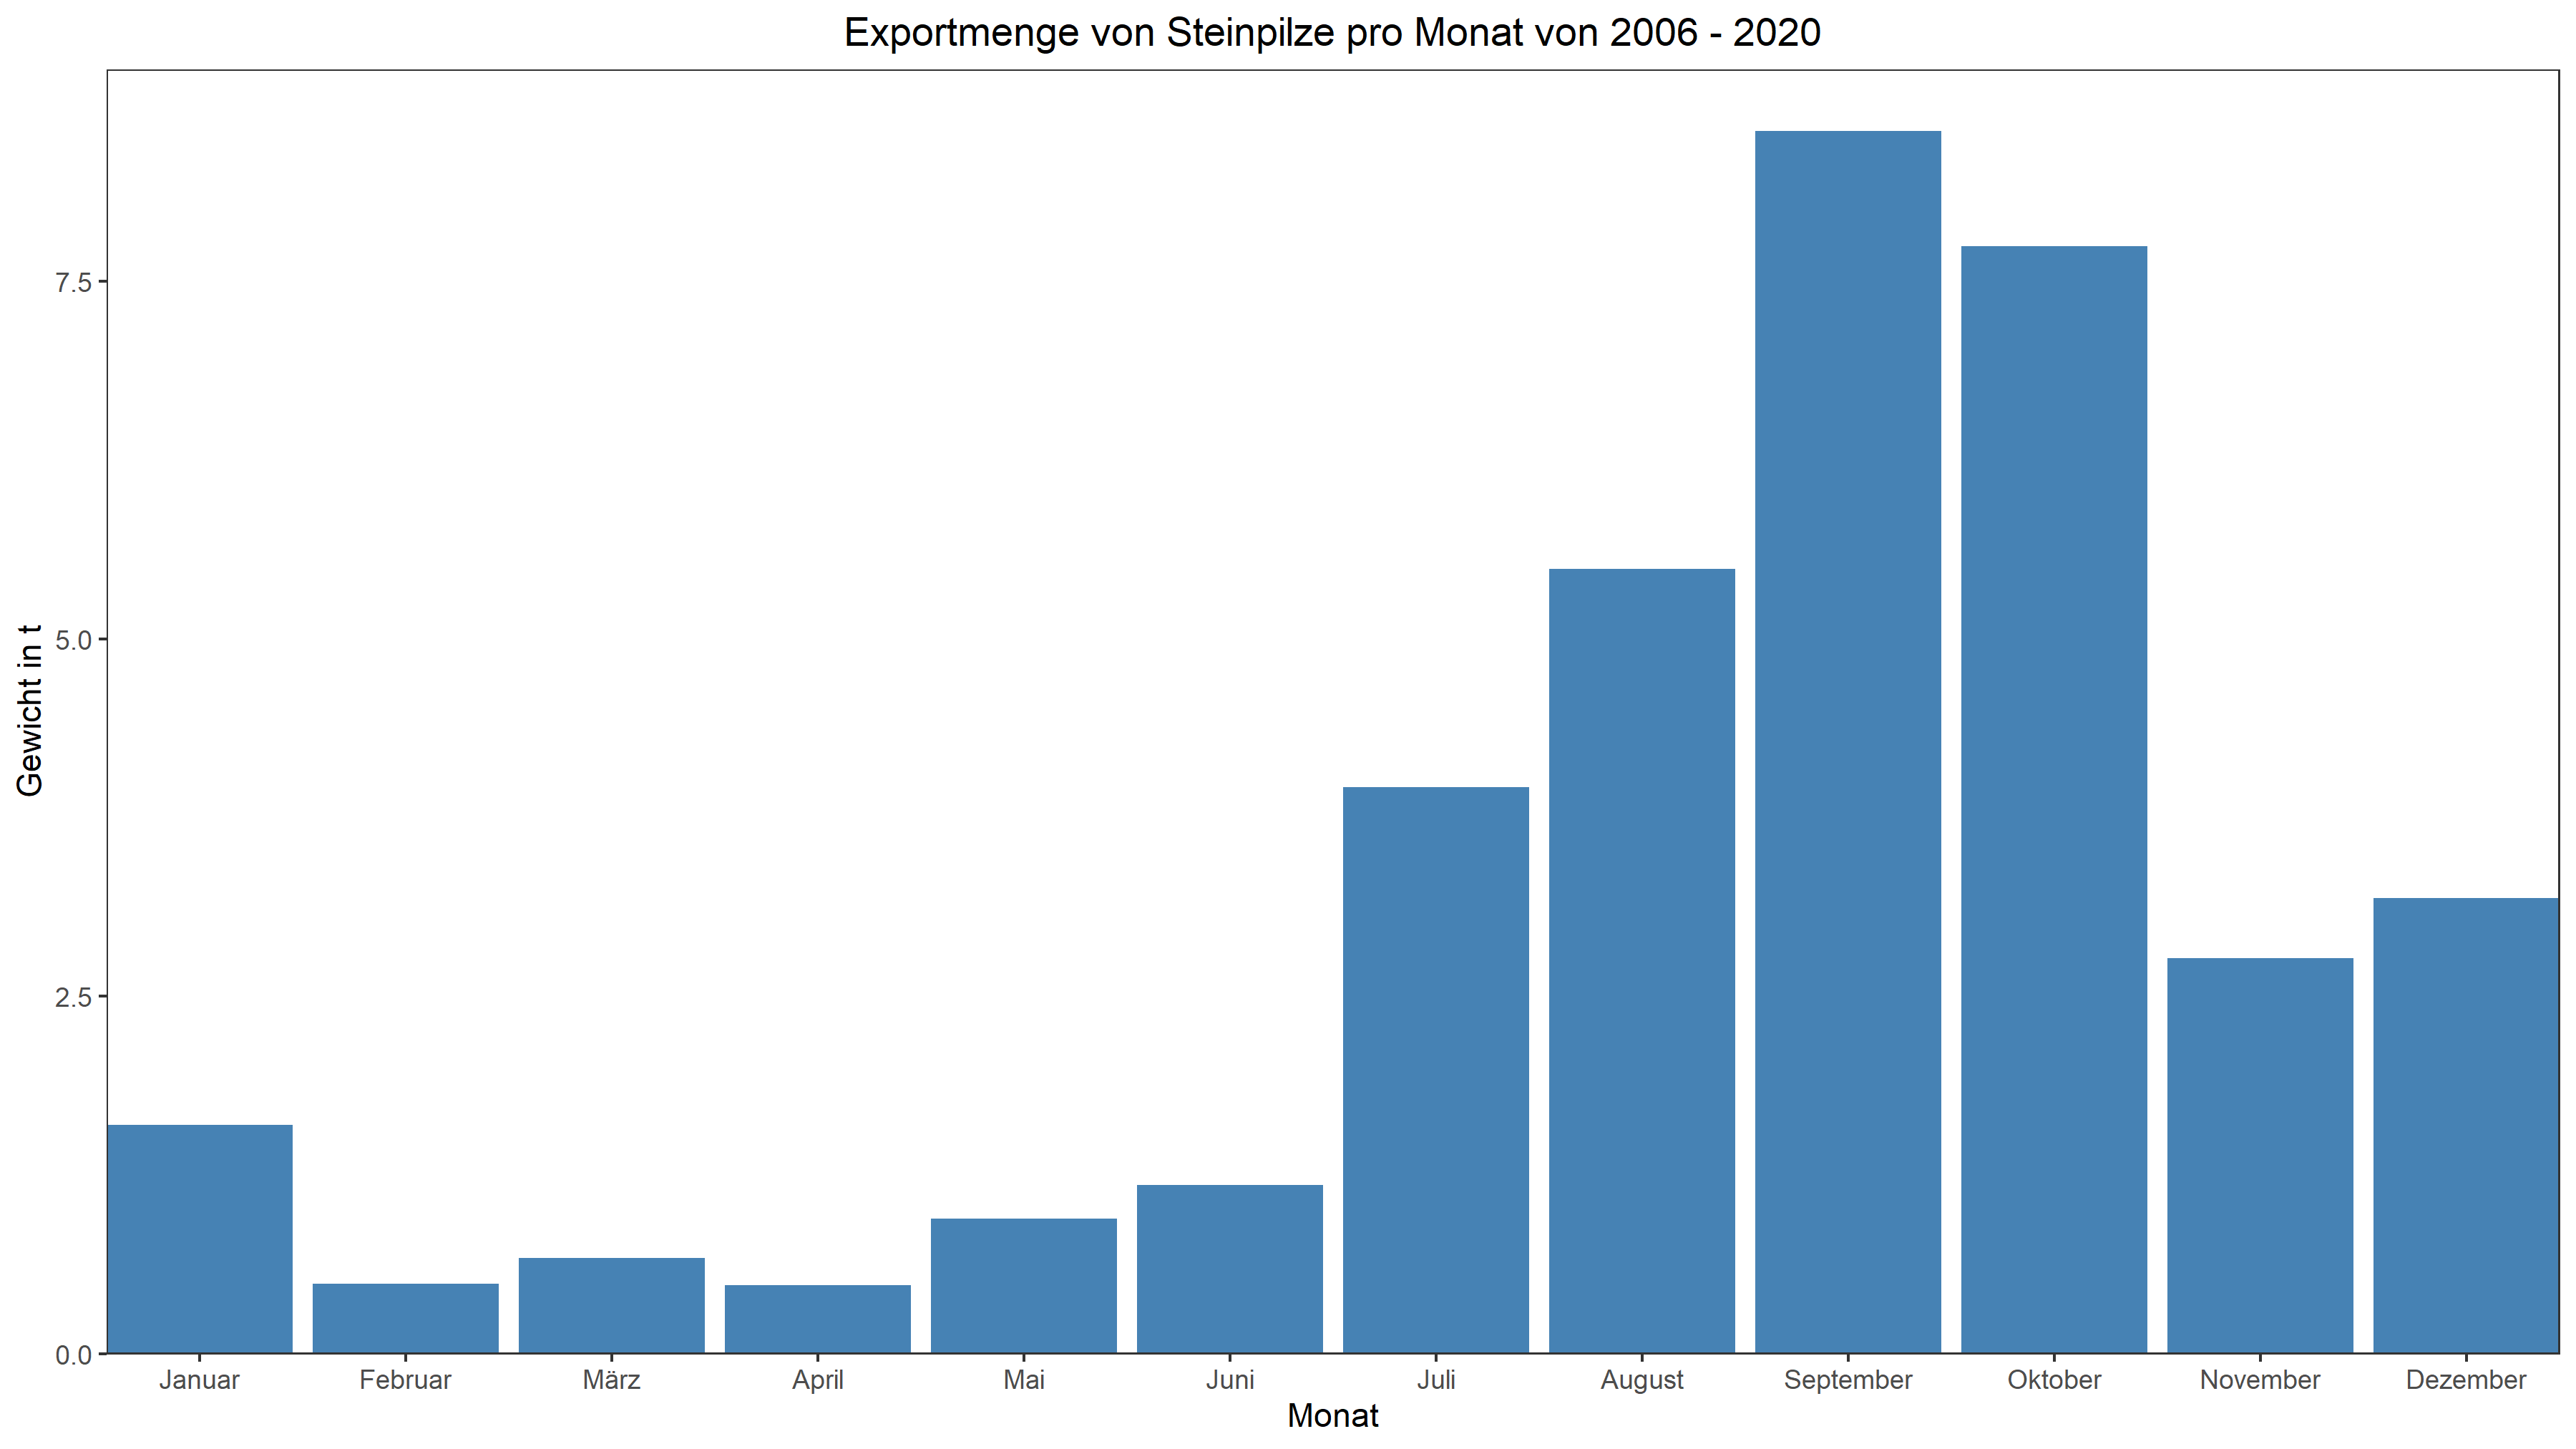 Exportmenge von Steinpilze pro Monat von 2006 - 2020
Gewicht in t
7.5
5.0
2.5
0.0
Januar Februar März April Mai Juni Juli August September Oktober November Dezember
Monat